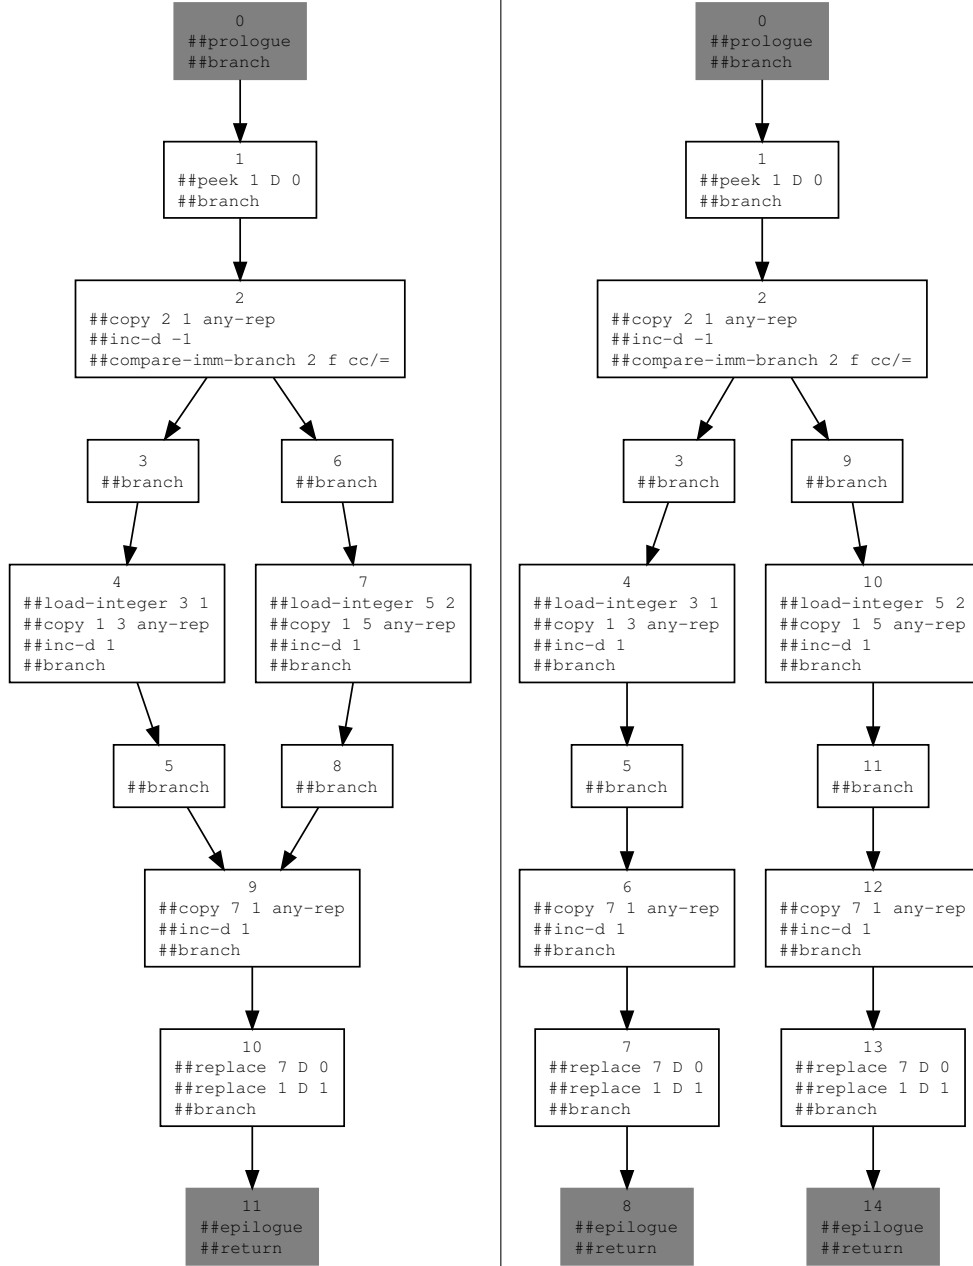 0
##prologue
##branch
1
##peek 1 D 0
##branch
2
##copy 2 1 any-rep
##inc-d -1
##compare-imm-branch 2 f cc/=
3
##branch
6
##branch
4
##load-integer 3 1
##copy 1 3 any-rep
##inc-d 1
##branch
7
##load-integer 5 2
##copy 1 5 any-rep
##inc-d 1
##branch
5
##branch
8
##branch
9
##copy 7 1 any-rep
##inc-d 1
##branch
10
##replace 7 D 0
##replace 1 D 1
##branch
11
##epilogue
##return
0
##prologue
##branch
1
##peek 1 D 0
##branch
2
##copy 2 1 any-rep
##inc-d -1
##compare-imm-branch 2 f cc/=
3
##branch
9
##branch
4
##load-integer 3 1
##copy 1 3 any-rep
##inc-d 1
##branch
10
##load-integer 5 2
##copy 1 5 any-rep
##inc-d 1
##branch
5
##branch
11
##branch
6
##copy 7 1 any-rep
##inc-d 1
##branch
12
##copy 7 1 any-rep
##inc-d 1
##branch
7
##replace 7 D 0
##replace 1 D 1
##branch
13
##replace 7 D 0
##replace 1 D 1
##branch
8
##epilogue
##return
14
##epilogue
##return